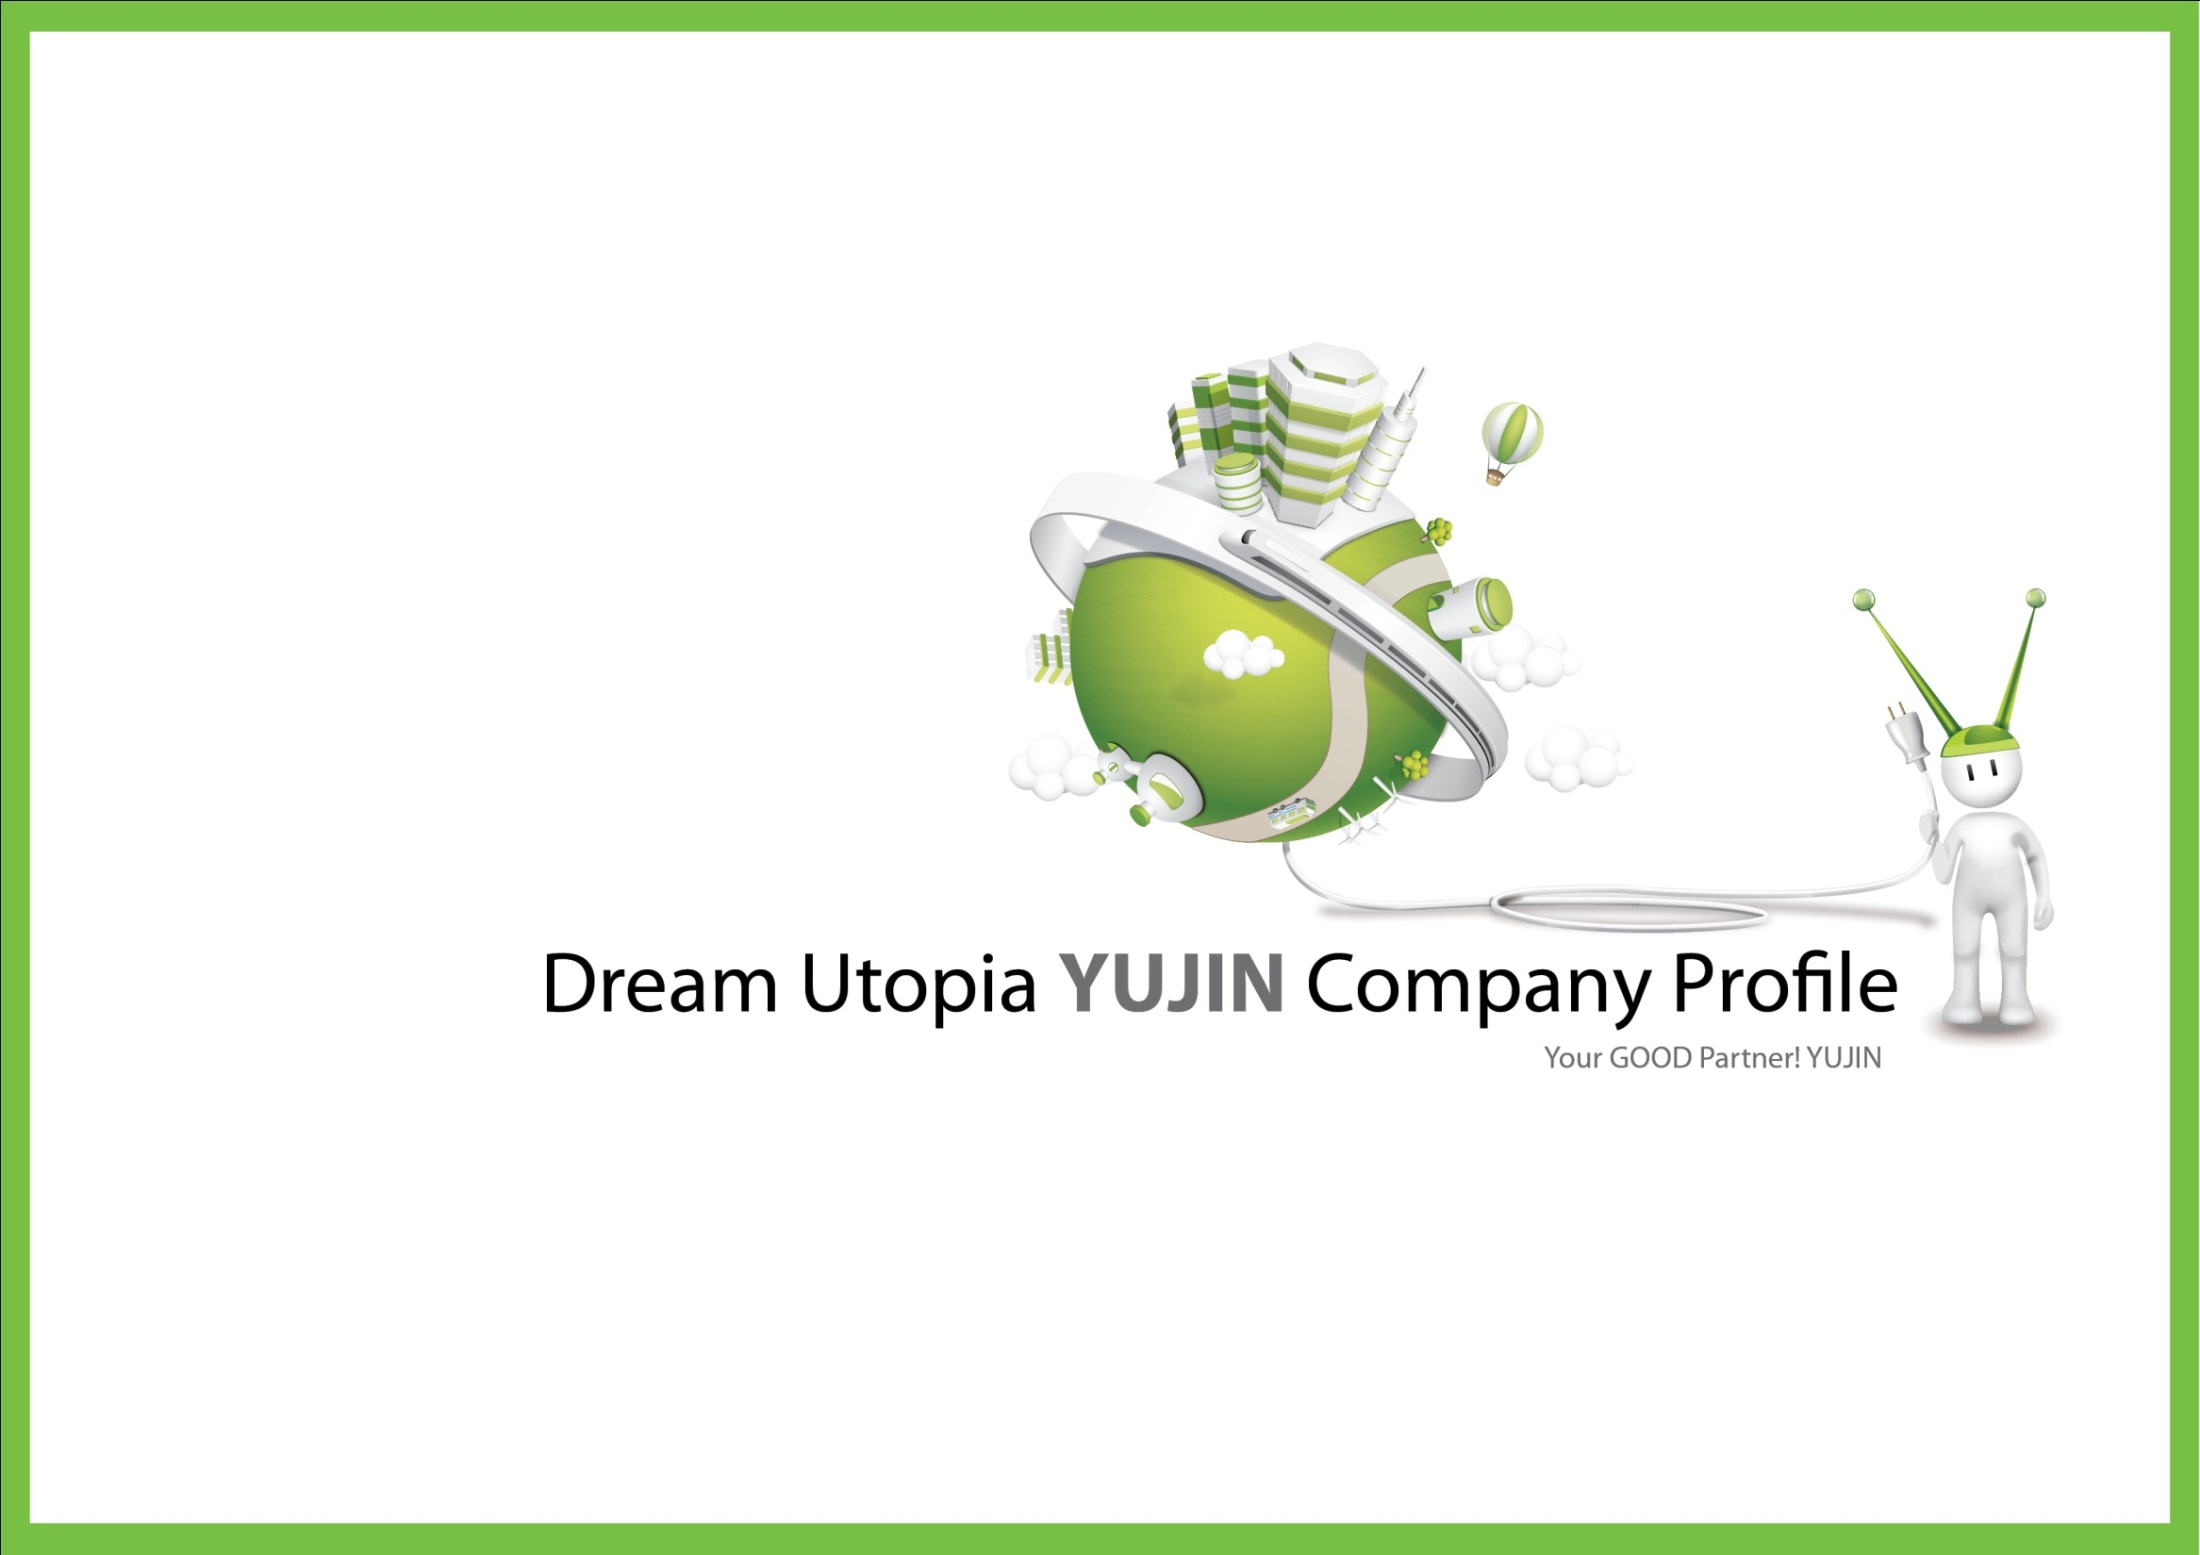 Dream Utopia YUJIN Company Profile
Your GOOD Partner! YUJIN